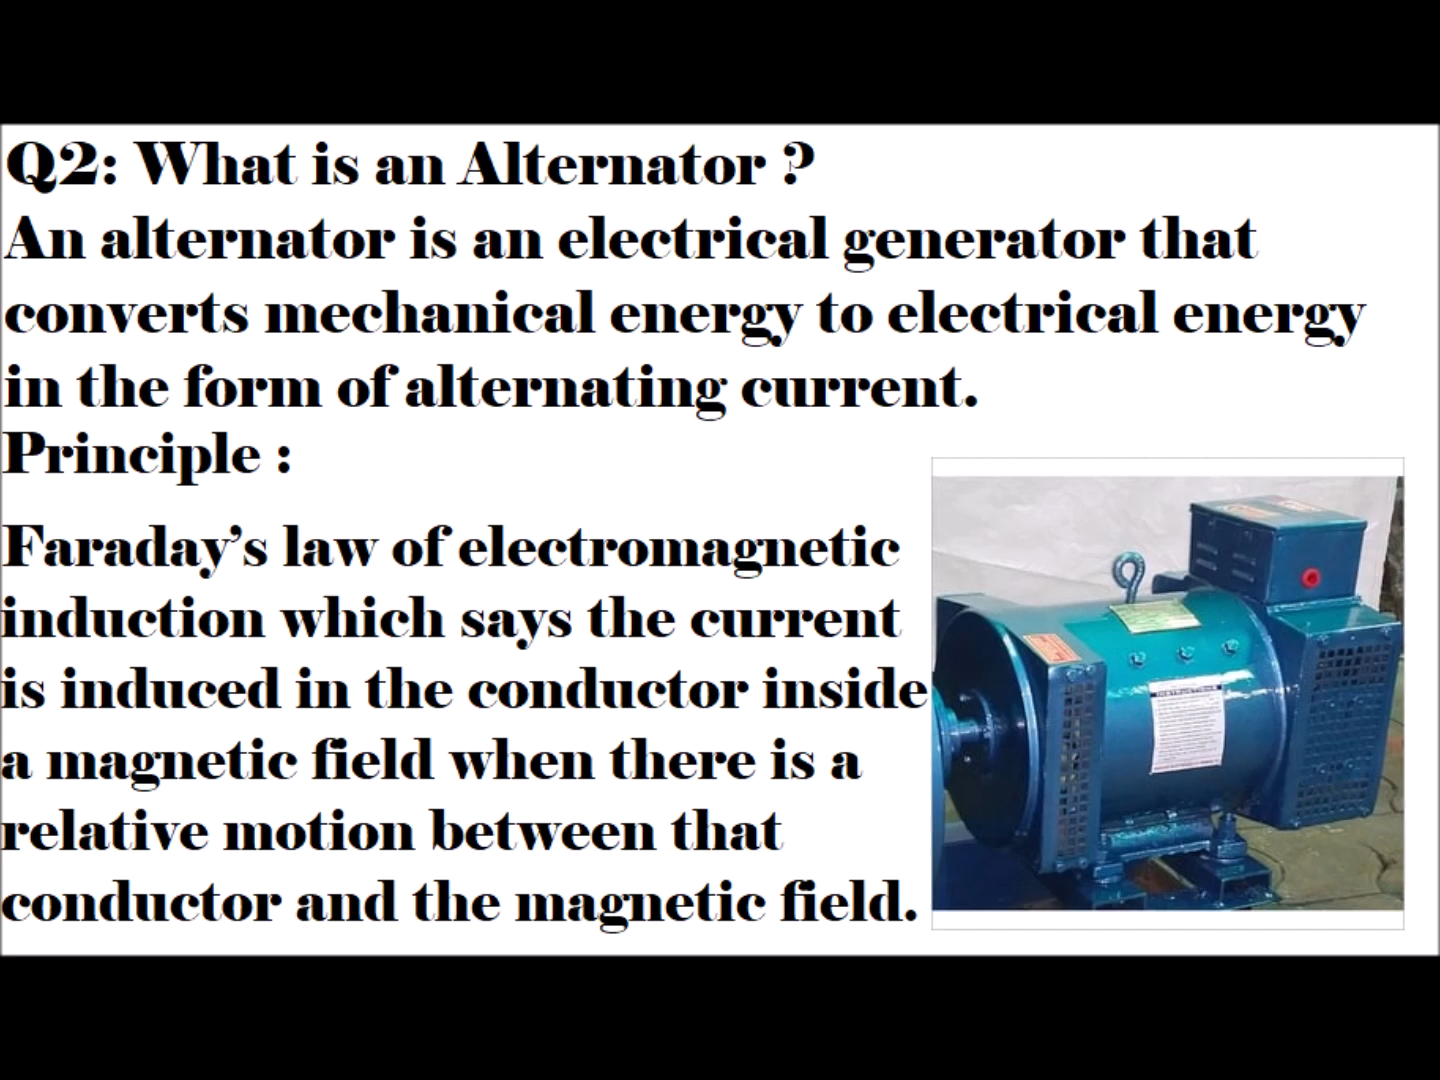 Q2: What is an Alternator ?
An alternator is an electrical generator that
converts mechanical energy to electrical energy
in the form of alternating current.
Principle :
Faraday’s law of electromagnetic
induction which says the current
is induced in the conductor inside
a magnetic field when there is a
relative motion between that
conductor and the magnetic field.
INSTRUCTIONS